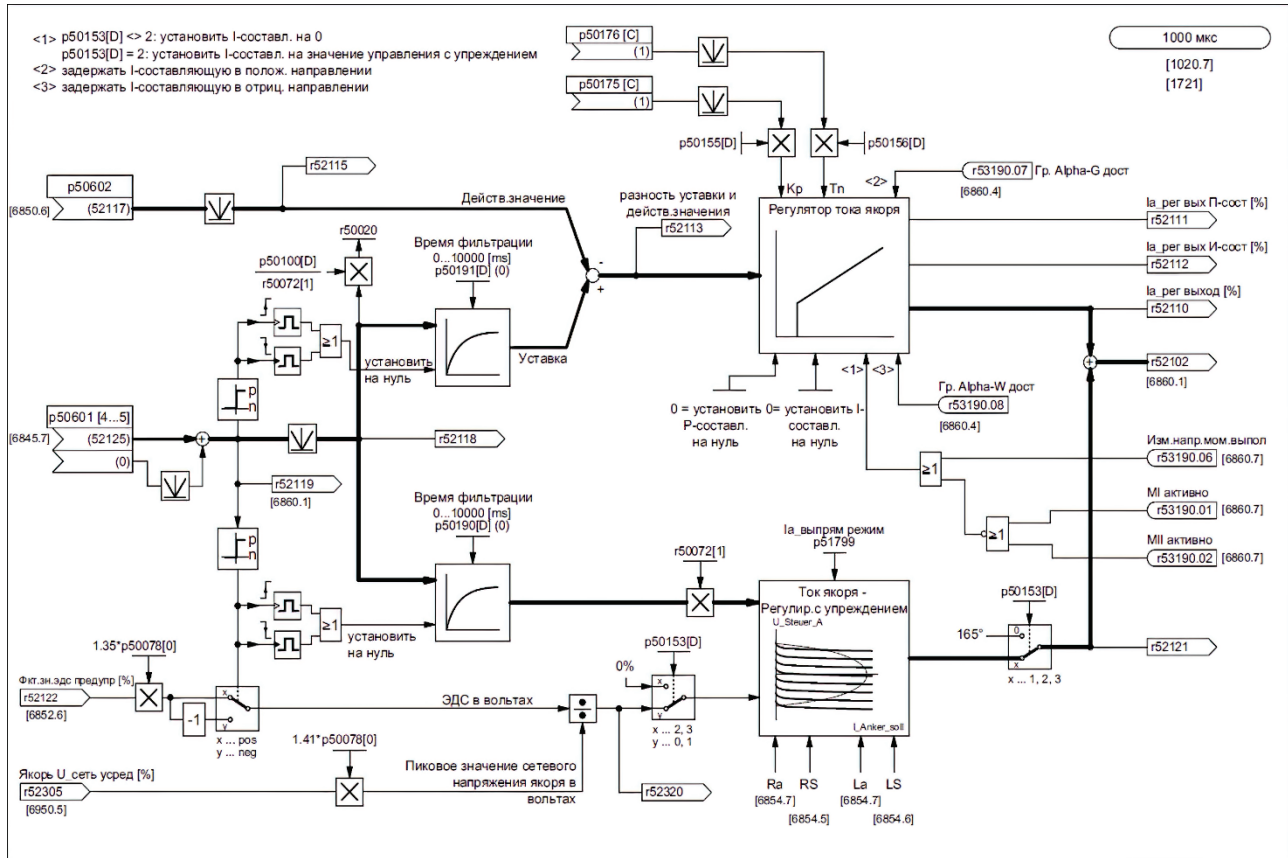 <1> p50153[D] <> 2: установить I-составл. на 0
p50153[D] = 2: установить I-составл. на значение управления с упреждением
<2> задержать I-составляющую в полож. направлении
<3> задержать I-составляющую в отриц. направлении
p50176 [C]
(1)
p50175 [C]
(1)
1000 мкс
[1020.7]
[1721]
p50155[D]
p50156[D]
r52115
p50602
(52117)
[6850.6]
Действ.значение
разность уставки и
действ.значения
r52113
Kp
Tn
<2>
r53190.07
Гр. Alpha-G дост
[6860.4]
Регулятор тока якоря
Ia_рег вых П-сост [%]
r52111
Ia_рег вых И-сост [%]
r52112
Ia_рег выход [%]
r52110
r52102
[6860.1]
r50020
p50100[D]
r50072[1]
Время фильтрации
0...10000 [ms]
p50191[D] (0)
-
+
≥1
установить
на нуль
Уставка
<1>
<3>
Гр. Alpha-W дост
r53190.08
[6860.4]
0 = установить
P-составл.
на нуль
0= установить I-
составл.
на нуль
p
n
p50601 [4...5]
(52125)
[6845.7]
(0)
+
r52118
r52119
[6860.1]
Изм.напр.мом.выпол
r53190.06
[6860.7]
≥1
MI активно
r53190.01
[6860.7]
≥1
MII активно
r53190.02
[6860.7]
p
n
Время фильтрации
0...10000 [ms]
p50190[D] (0)
≥1
установить
на нуль
r50072[1]
Ia_выпрям режим
p51799
Ток якоря -
Регулир.с упреждением
U_Steuer_A
I_Anker_soll
p50153[D]
165°
0
x
x ... 1, 2, 3
r52121
1.35*p50078[0]
Фкт.зн.эдс предупр [%]
r52122
[6852.6]
-1
x
y
x ... pos
y ... neg
ЭДС в вольтах
÷
p50153[D]
0%
x
y
x ... 2, 3
y ... 0, 1
1.41*p50078[0]
Якорь U_сеть усред [%]
r52305
[6950.5]
Пиковое значение сетевого
напряжения якоря в
вольтах
r52320
Ra
RS
La
LS
[6854.7]
[6854.7]
[6854.5]
[6854.6]